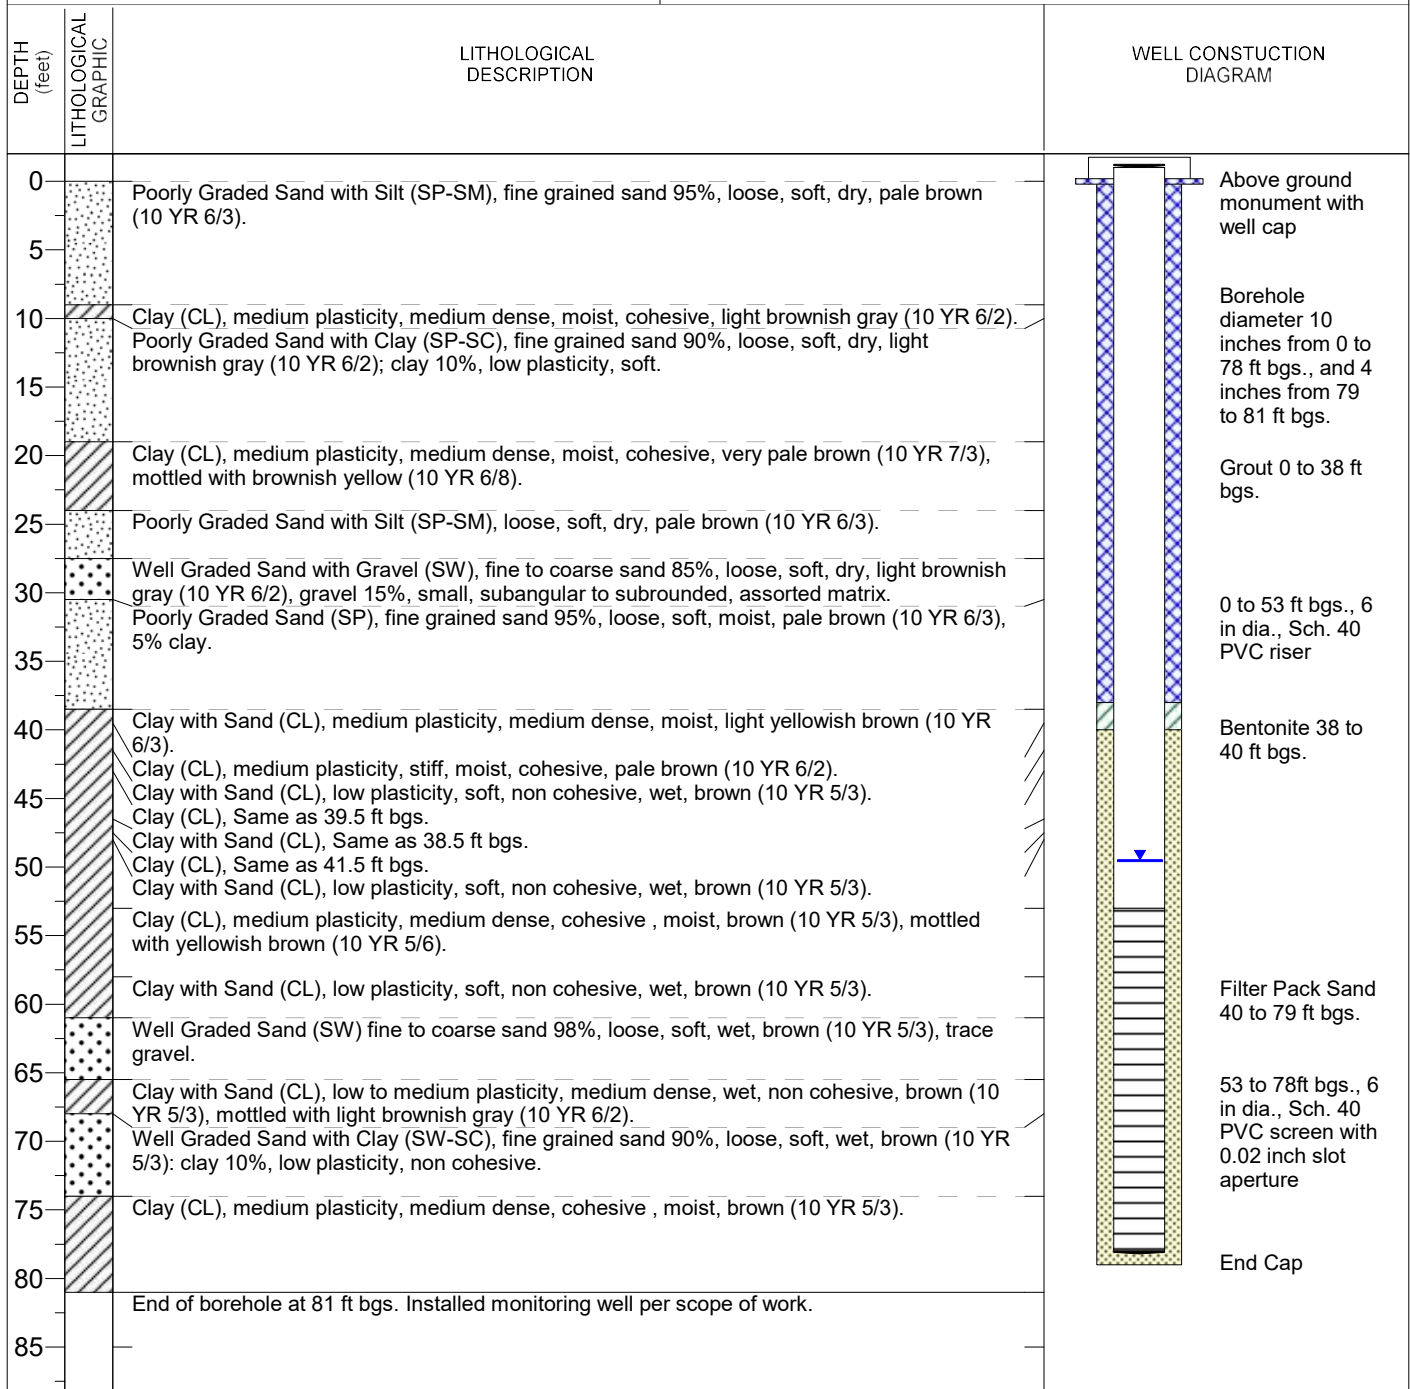 DEPTH
(feet)
LITHOLOGICAL
GRAPHIC
LITHOLOGICAL
DESCRIPTION
WELL CONSTUCTION
DIAGRAM
0
5
10
15
20
25
30
35
40
45
50
55
60
65
70
75
80
85
Poorly Graded Sand with Silt (SP-SM), fine grained sand 95%, loose, soft, dry, pale brown
(10 YR 6/3).
Clay (CL), medium plasticity, medium dense, moist, cohesive, light brownish gray (10 YR 6/2).
Poorly Graded Sand with Clay (SP-SC), fine grained sand 90%, loose, soft, dry, light
brownish gray (10 YR 6/2); clay 10%, low plasticity, soft.
Clay (CL), medium plasticity, medium dense, moist, cohesive, very pale brown (10 YR 7/3),
mottled with brownish yellow (10 YR 6/8).
Poorly Graded Sand with Silt (SP-SM), loose, soft, dry, pale brown (10 YR 6/3).
Well Graded Sand with Gravel (SW), fine to coarse sand 85%, loose, soft, dry, light brownish
gray (10 YR 6/2), gravel 15%, small, subangular to subrounded, assorted matrix.
Poorly Graded Sand (SP), fine grained sand 95%, loose, soft, moist, pale brown (10 YR 6/3),
5% clay.
Clay with Sand (CL), medium plasticity, medium dense, moist, light yellowish brown (10 YR
6/3).
Clay (CL), medium plasticity, stiff, moist, cohesive, pale brown (10 YR 6/2).
Clay with Sand (CL), low plasticity, soft, non cohesive, wet, brown (10 YR 5/3).
Clay (CL), Same as 39.5 ft bgs.
Clay with Sand (CL), Same as 38.5 ft bgs.
Clay (CL), Same as 41.5 ft bgs.
Clay with Sand (CL), low plasticity, soft, non cohesive, wet, brown (10 YR 5/3).
Clay (CL), medium plasticity, medium dense, cohesive , moist, brown (10 YR 5/3), mottled
with yellowish brown (10 YR 5/6).
Clay with Sand (CL), low plasticity, soft, non cohesive, wet, brown (10 YR 5/3).
Well Graded Sand (SW) fine to coarse sand 98%, loose, soft, wet, brown (10 YR 5/3), trace
gravel.
Clay with Sand (CL), low to medium plasticity, medium dense, wet, non cohesive, brown (10
YR 5/3), mottled with light brownish gray (10 YR 6/2).
Well Graded Sand with Clay (SW-SC), fine grained sand 90%, loose, soft, wet, brown (10 YR
5/3): clay 10%, low plasticity, non cohesive.
Clay (CL), medium plasticity, medium dense, cohesive , moist, brown (10 YR 5/3).
End of borehole at 81 ft bgs. Installed monitoring well per scope of work.
Above ground
monument with
well cap
Borehole
diameter 10
inches from 0 to
78 ft bgs., and 4
inches from 79
to 81 ft bgs.
Grout 0 to 38 ft
bgs.
0 to 53 ft bgs., 6
in dia., Sch. 40
PVC riser
Bentonite 38 to
40 ft bgs.
Filter Pack Sand
40 to 79 ft bgs.
53 to 78ft bgs., 6
in dia., Sch. 40
PVC screen with
0.02 inch slot
aperture
End Cap